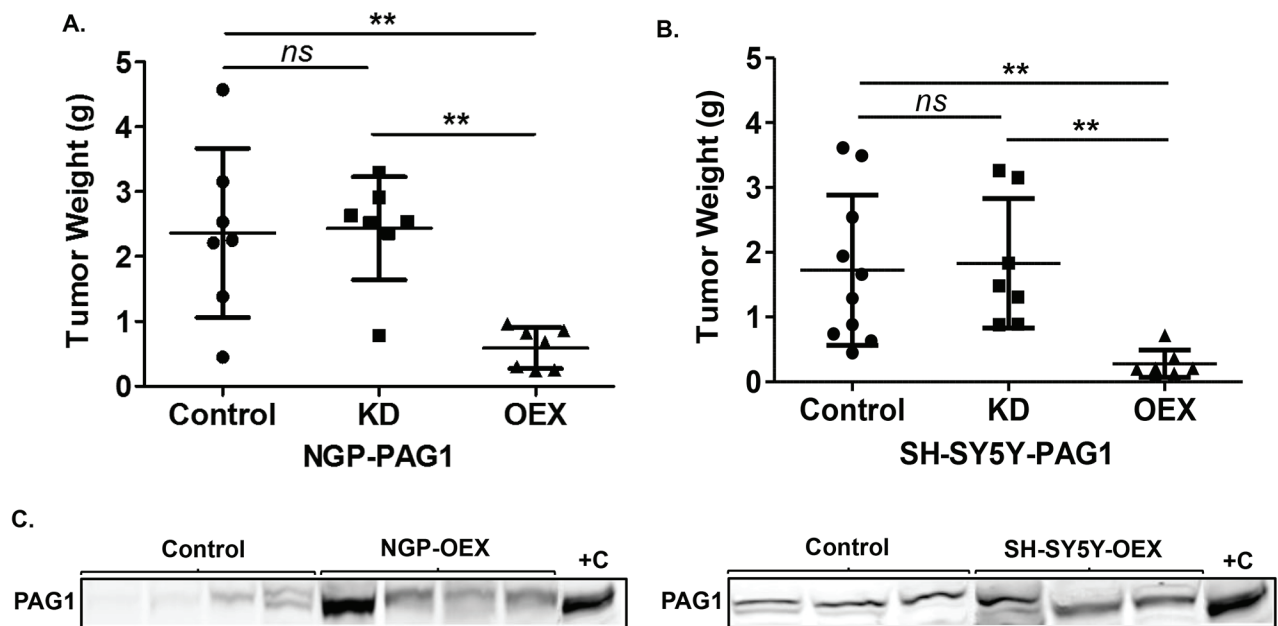 A.
**
ns
**
5
4
3
2
1
0
Tumor Weight (g)
Control KD OEX
NGP-PAG1
B.
**
ns
**
5
4
3
2
1
0
Tumor Weight (g)
Control KD OEX
SH-SY5Y-PAG1
C.
Control NGP-OEX +C
PAG1
Control SH-SY5Y-OEX +C
PAG1